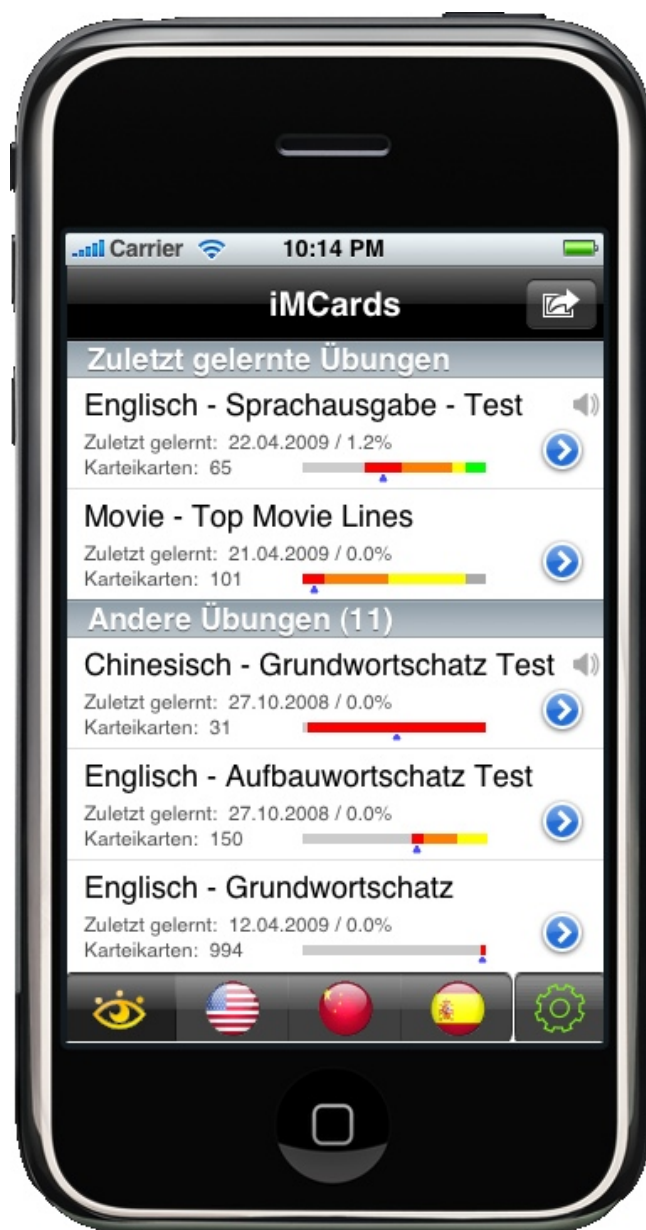 Carrier 10:14 PM
iMCards
Zuletzt gelernte Übungen
Englisch - Sprachausgabe - Test
Zuletzt gelernt: 22.04.2009 / 1.2%
Karteikarten: 65
Movie - Top Movie Lines
Zuletzt gelernt: 21.04.2009 / 0.0%
Karteikarten: 101
Andere Übungen (11)
Chinesisch - Grundwortschatz Test
Zuletzt gelernt: 27.10.2008 / 0.0%
Karteikarten: 31
Englisch - Aufbauwortschatz Test
Zuletzt gelernt: 27.10.2008 / 0.0%
Karteikarten: 150
Englisch - Grundwortschatz
Zuletzt gelernt: 12.04.2009 / 0.0%
Karteikarten: 994